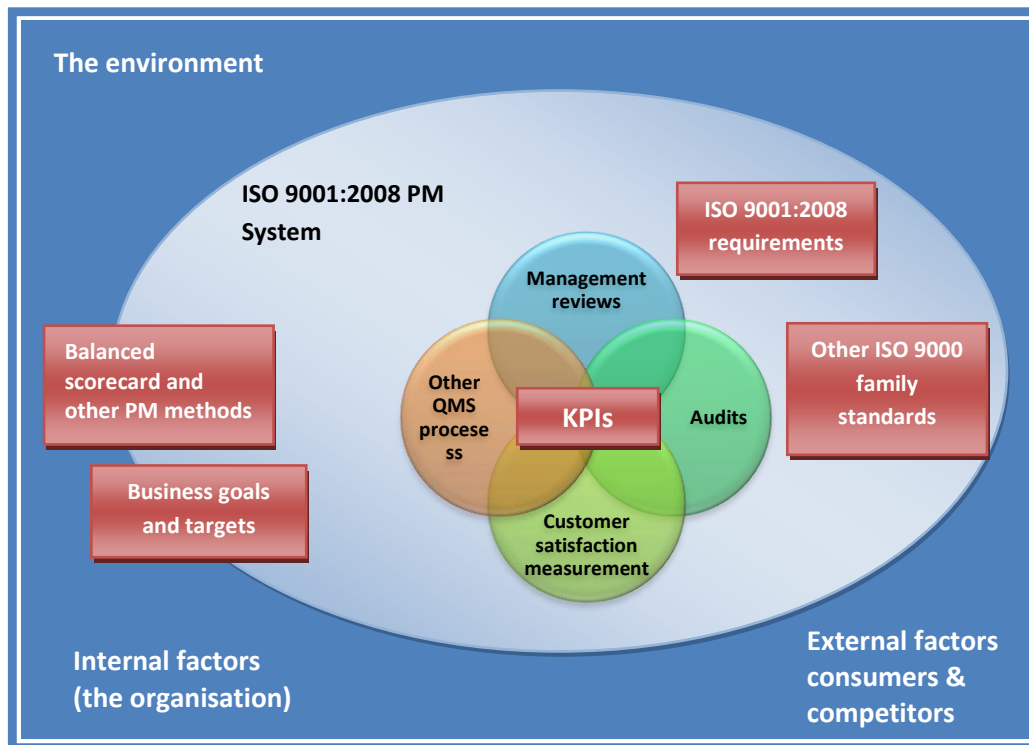 The environment
ISO 9001:2008 PM
System
ISO 9001:2008
requirements
Management
reviews
Balanced
scorecard and
other PM methods
Other
QMS
procese
ss
KPIs
Audits
Other ISO 9000
family
standards
Business goals
and targets
Customer
satisfaction
measurement
Internal factors
(the organisation)
External factors
consumers &
competitors